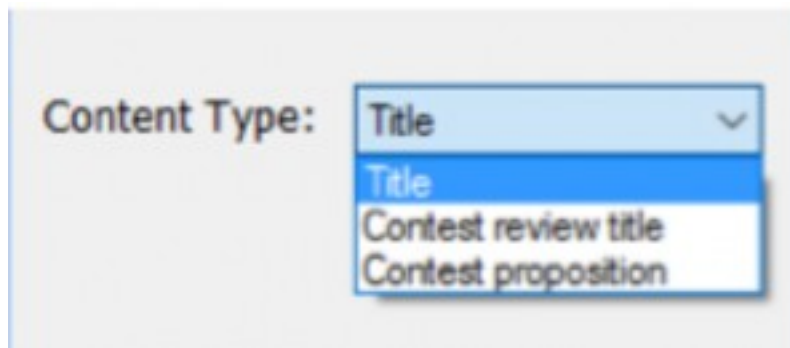 Content Type: Title
Title
Contest review title
Contest proposition